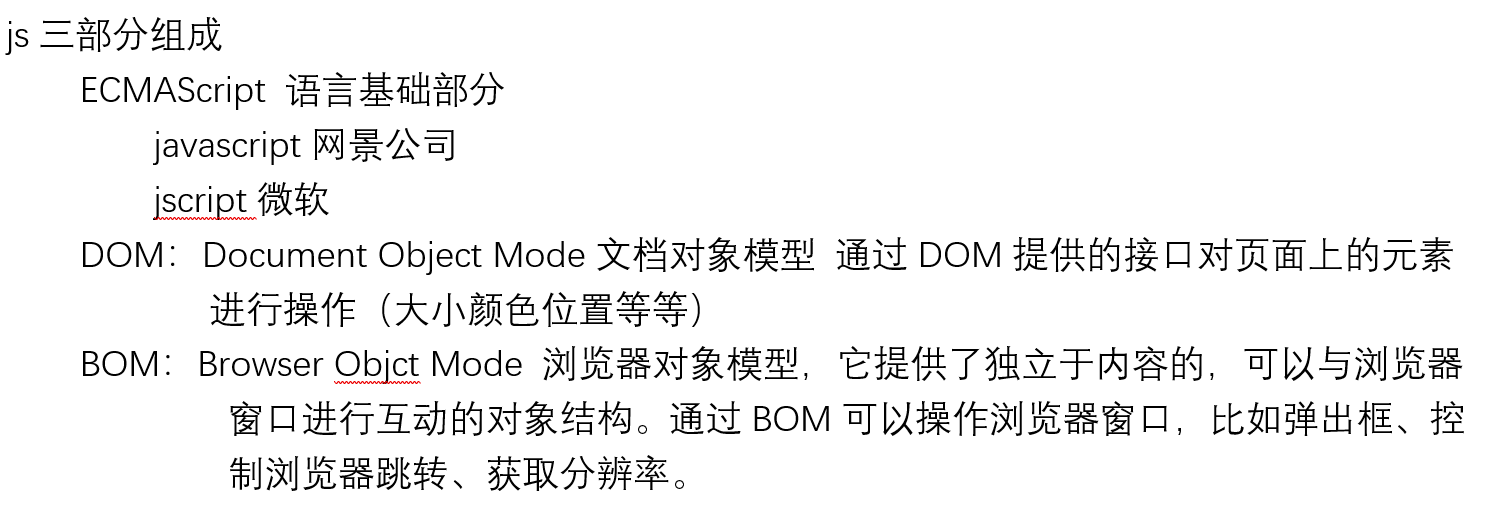 js 三部分组成
ECMAScript 语言基础部分
javascript 网景公司
jscript 微软
DOM：Document Object Mode 文档对象模型 通过 DOM 提供的接口对页面上的元素
进行操作（大小颜色位置等等）
BOM：Browser Objct Mode 浏览器对象模型，它提供了独立于内容的，可以与浏览器
窗口进行互动的对象结构。通过 BOM 可以操作浏览器窗口，比如弹出框、控
制浏览器跳转、获取分辨率。